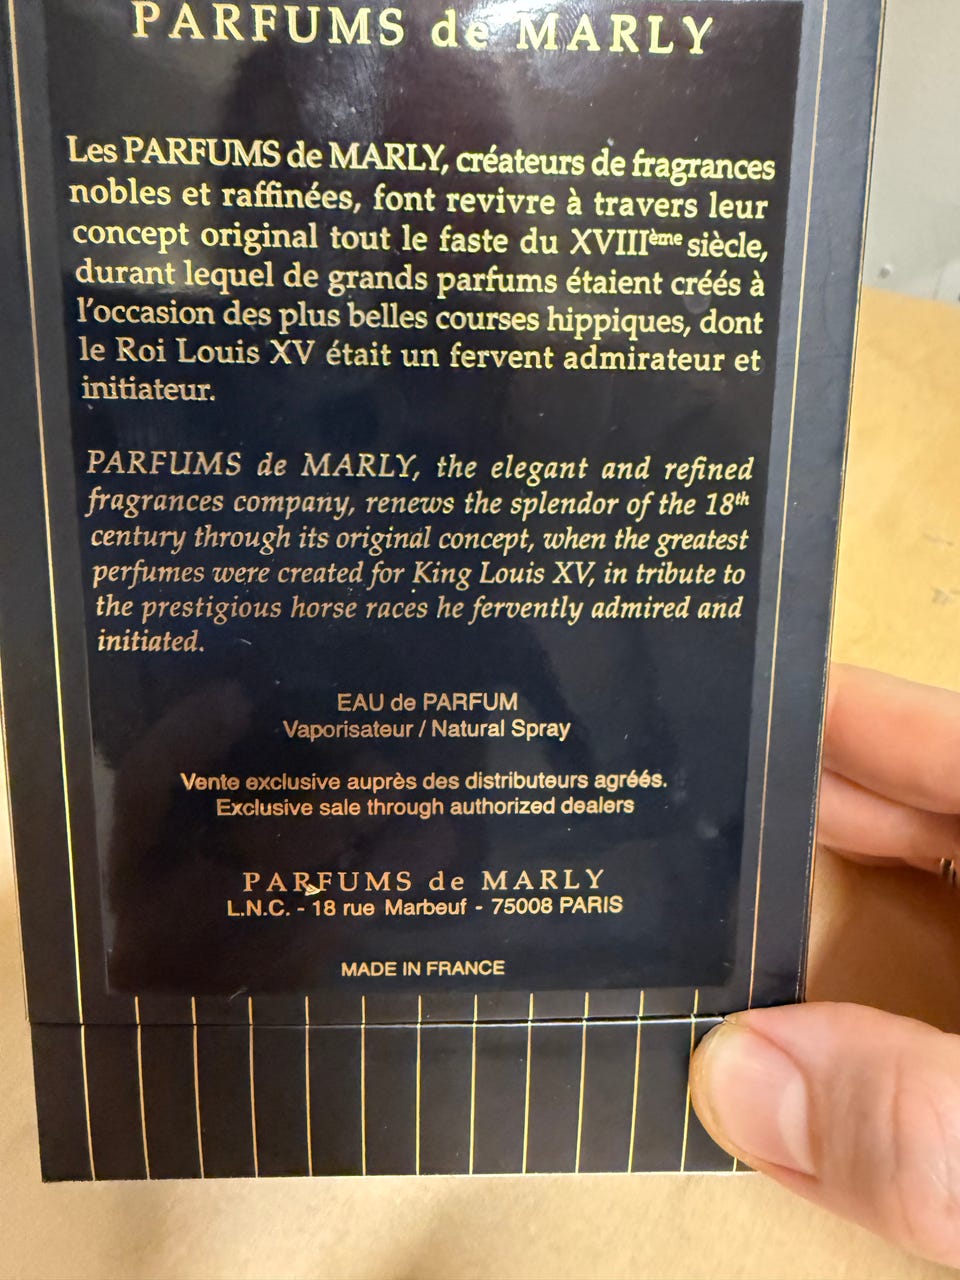 PARFUMS de MARLY
Les PARFUMS de MARLY, créateurs de fragrances
nobles et raffinées, font revivre à travers leur
concept original tout le faste du XVIIIème siècle,
durant lequel de grands parfums étaient créés à
l'occasion des plus belles courses hippiques, dont
le Roi Louis XV était un fervent admirateur et
initiateur.
PARFUMS de MARLY, the elegant and refined
fragrances company, renews the splendor of the 18th
century through its original concept, when the greatest
perfumes were created for King Louis XV, in tribute to
the prestigious horse races he fervently admired and
initiated.
EAU de PARFUM
Vaporisateur / Natural Spray
Vente exclusive auprès des distributeurs agréés.
Exclusive sale through authorized dealers
PARFUMS de MARLY
L.N.C. - 18 rue Marbeuf - 75008 PARIS
MADE IN FRANCE